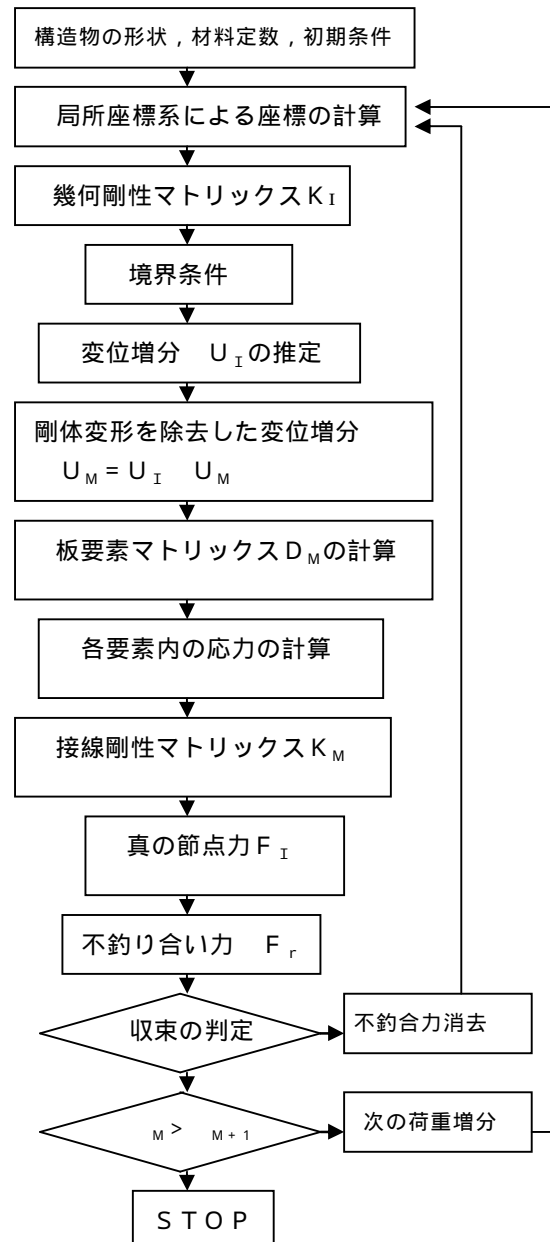 構造物の形状，材料定数，初期条件
局所座標系による座標の計算
幾何剛性マトリックスＫI
境界条件
変位増分　ＵIの推定
剛体変形を除去した変位増分
ＵM＝ＵI　ＵM
板要素マトリックスＤMの計算
各要素内の応力の計算
接線剛性マトリックスＫM
真の節点力ＦI
不釣り合い力　Ｆr
収束の判定
不釣合力消去
M＞　M+1
次の荷重増分
ＳＴＯＰ